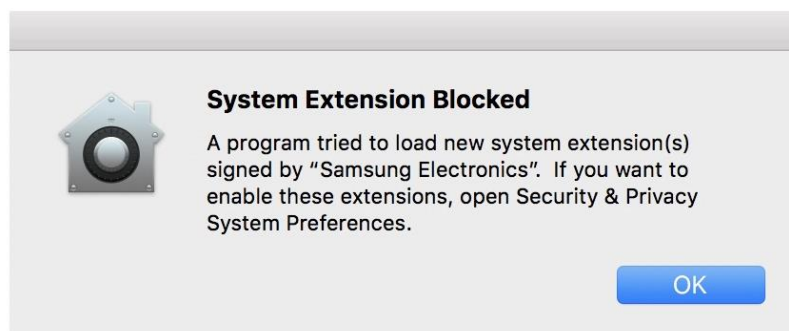 System Extension Blocked
A program tried to load new system extension(s)
signed by “Samsung Electronics”.  If you want to
enable these extensions, open Security & Privacy
System Preferences.
OK